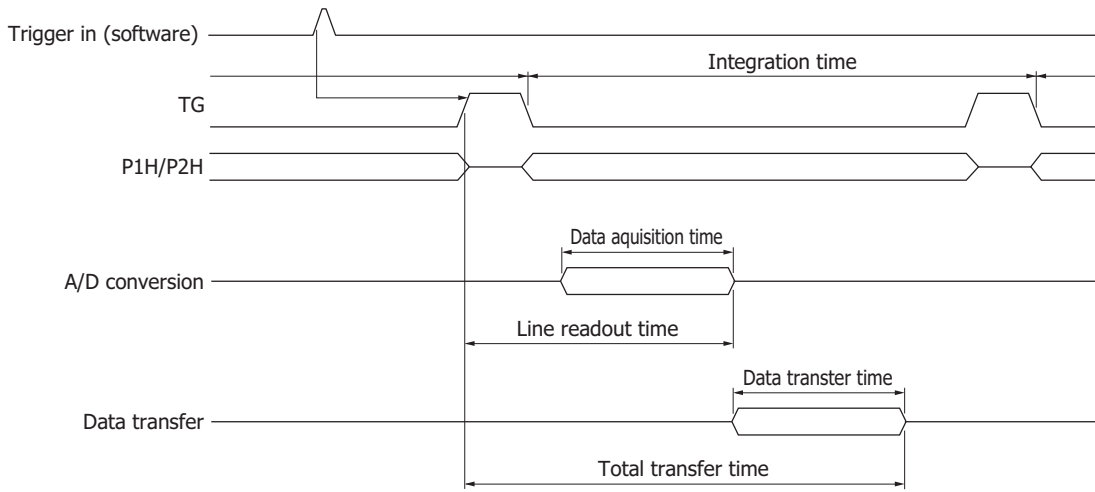 Trigger in (software)
Integration time
TG
P1H/P2H
Data aquisition time
A/D conversion
Line readout time
Data transter time
Data transfer
Total transfer time